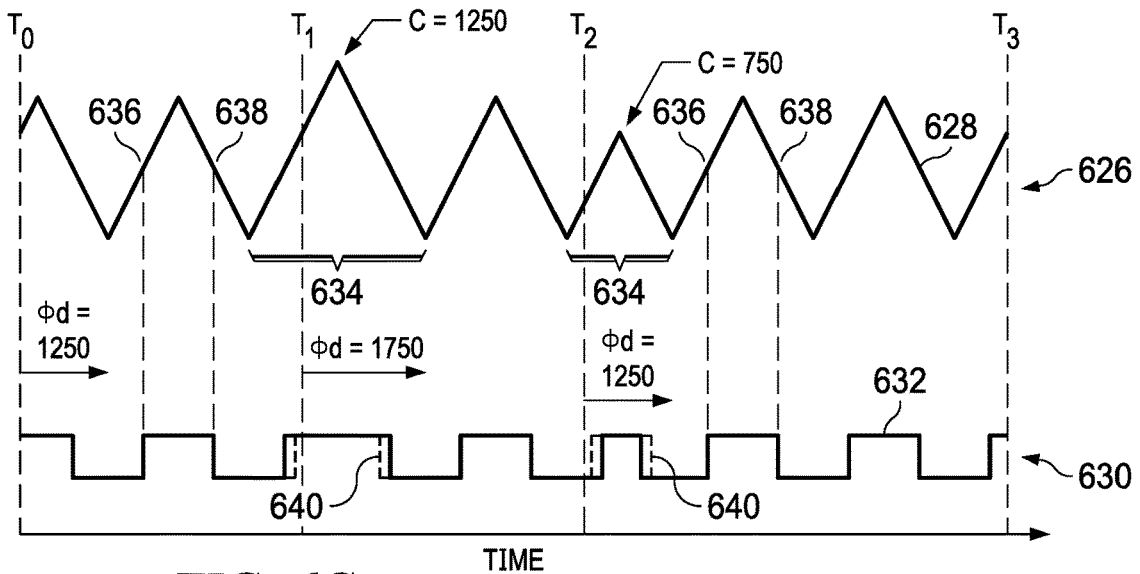 T0
T1
C = 1250
T2
C = 750
T3
636
638
636
638
628
626
634
634
Φd =
1250
Φd = 1750
Φd =
1250
632
640
640
630
TIME